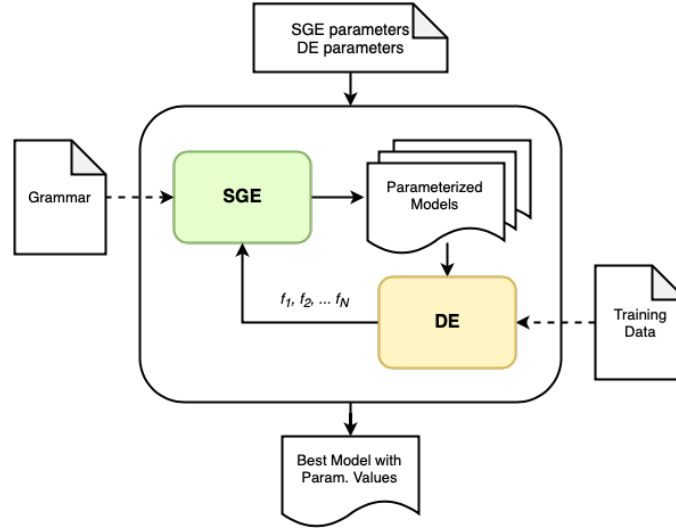 SGE parameters
DE parameters
Grammar
SGE
Parameterized
Models
f1, f2, ... fN
DE
Training
Data
Best Model with
Param. Values